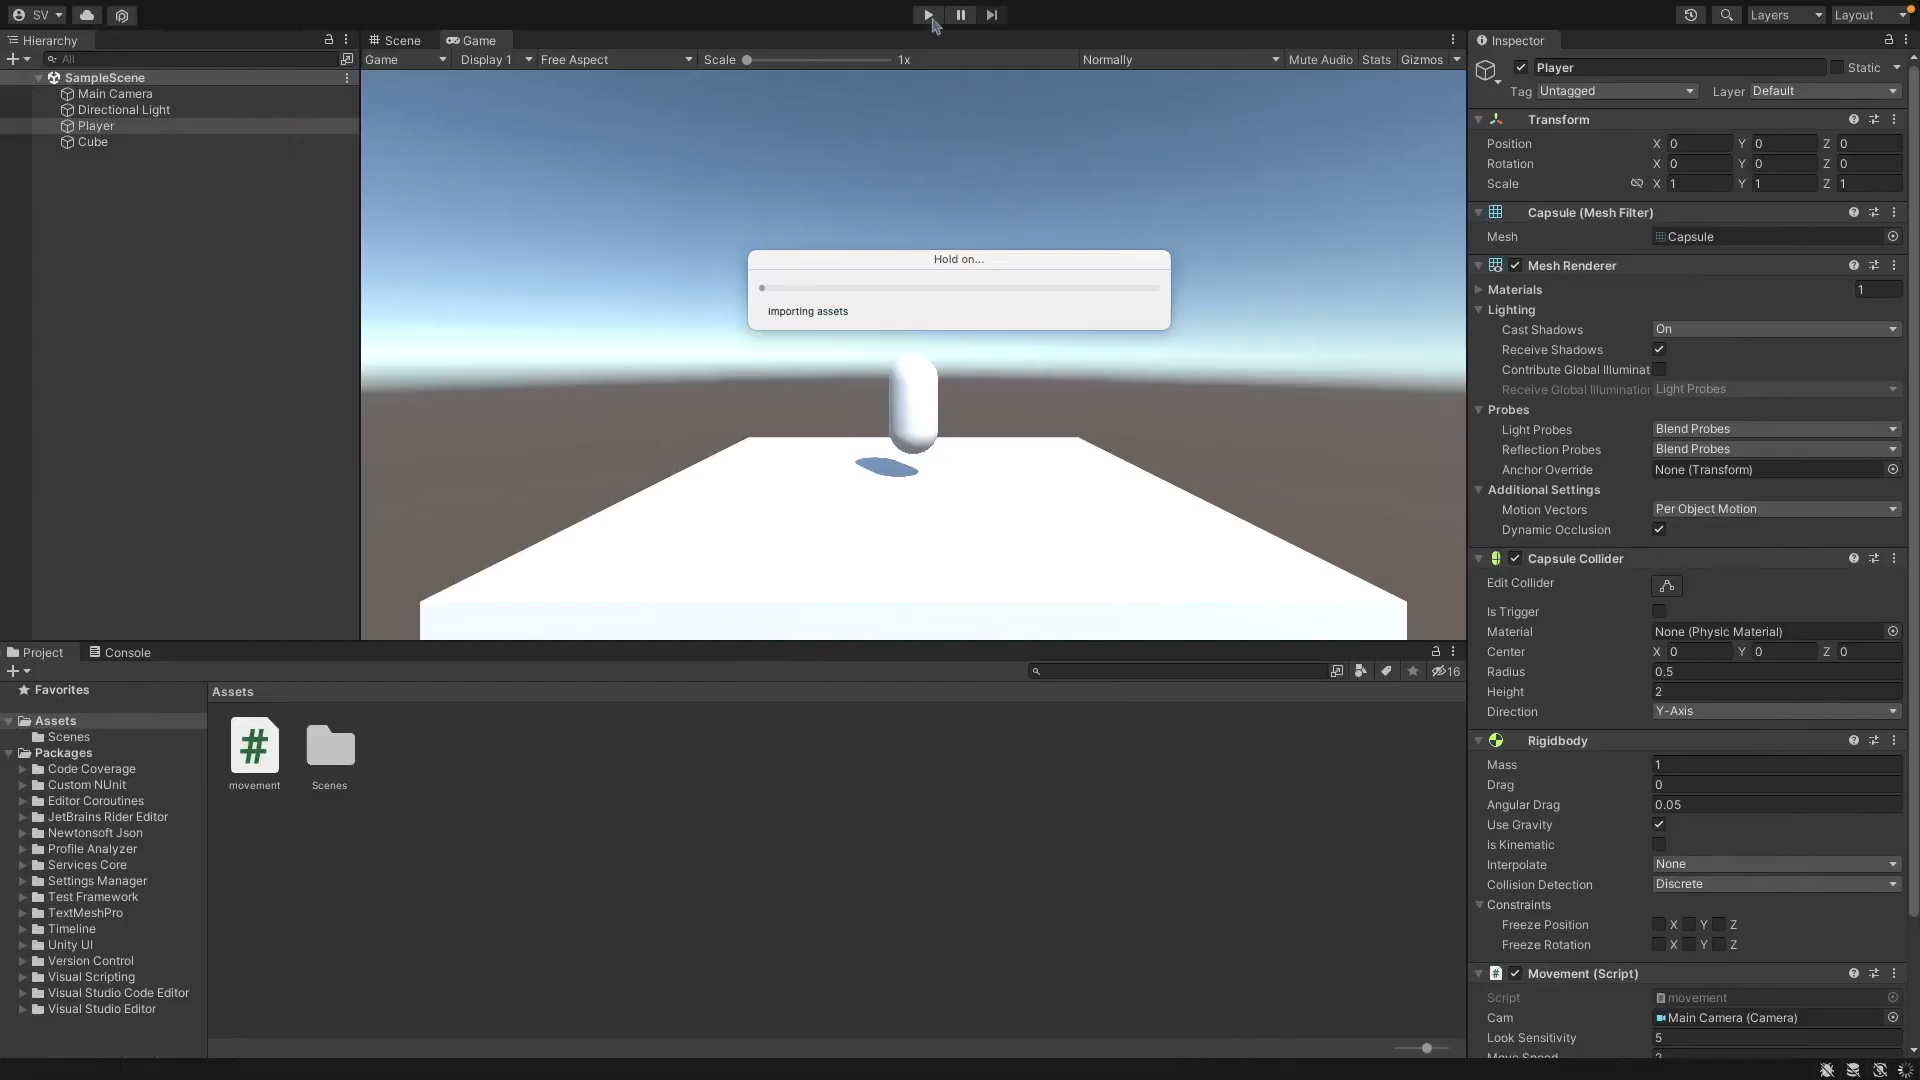 SV
Layers
Layout
Hierarchy
All
SampleScene
Main Camera
Directional Light
Player
Cube
Scene
Game
Game
Display 1
Free Aspect
Scale
1x
Normally
Mute Audio
Stats
Gizmos
Hold on...
Importing assets
Inspector
Player
Static
Tag Untagged
Layer Default
Transform
Position X 0 Y 0 Z 0
Rotation X 0 Y 0 Z 0
Scale X 1 Y 1 Z 1
Capsule (Mesh Filter)
Mesh Capsule
Mesh Renderer
Materials 1
Lighting
Cast Shadows On
Receive Shadows
Contribute Global Illuminat
Receive Global Illumination Light Probes
Probes
Light Probes Blend Probes
Reflection Probes Blend Probes
Anchor Override None (Transform)
Additional Settings
Motion Vectors Per Object Motion
Dynamic Occlusion
Capsule Collider
Edit Collider
Is Trigger
Material None (Physic Material)
Center X 0 Y 0 Z 0
Radius 0.5
Height 2
Direction Y-Axis
Rigidbody
Mass 1
Drag 0
Angular Drag 0.05
Use Gravity
Is Kinematic
Interpolate None
Collision Detection Discrete
Constraints
Freeze Position X Y Z
Freeze Rotation X Y Z
# Movement (Script)
Script movement
Cam Main Camera (Camera)
Look Sensitivity 5
Move Speed 2
Project
Console
16
Favorites
Assets
Scenes
Packages
Code Coverage
Custom NUnit
Editor Coroutines
JetBrains Rider Editor
Newtonsoft Json
Profile Analyzer
Services Core
Settings Manager
Test Framework
TextMeshPro
Timeline
Unity UI
Version Control
Visual Scripting
Visual Studio Code Editor
Visual Studio Editor
Assets
#
movement
Scenes